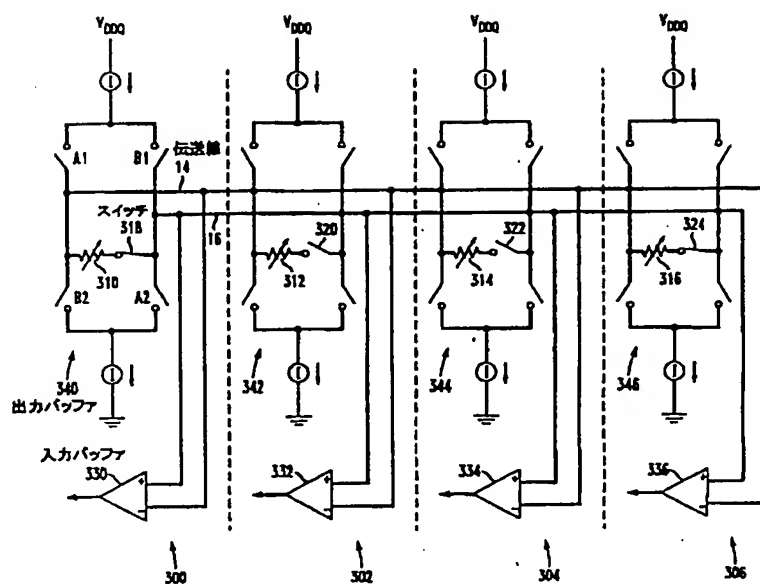 VDDQ VDDQ VDDQ VDDQ
I I I I
A1 B1 伝送線
14
スイッチ
318 16 320 322 324
310 312 314 316
B2 A2
340 342 344 346
出力バッファ
I I I I
入力バッファ
330 332 334 336
+ + + +
− − − −
300 302 304 306